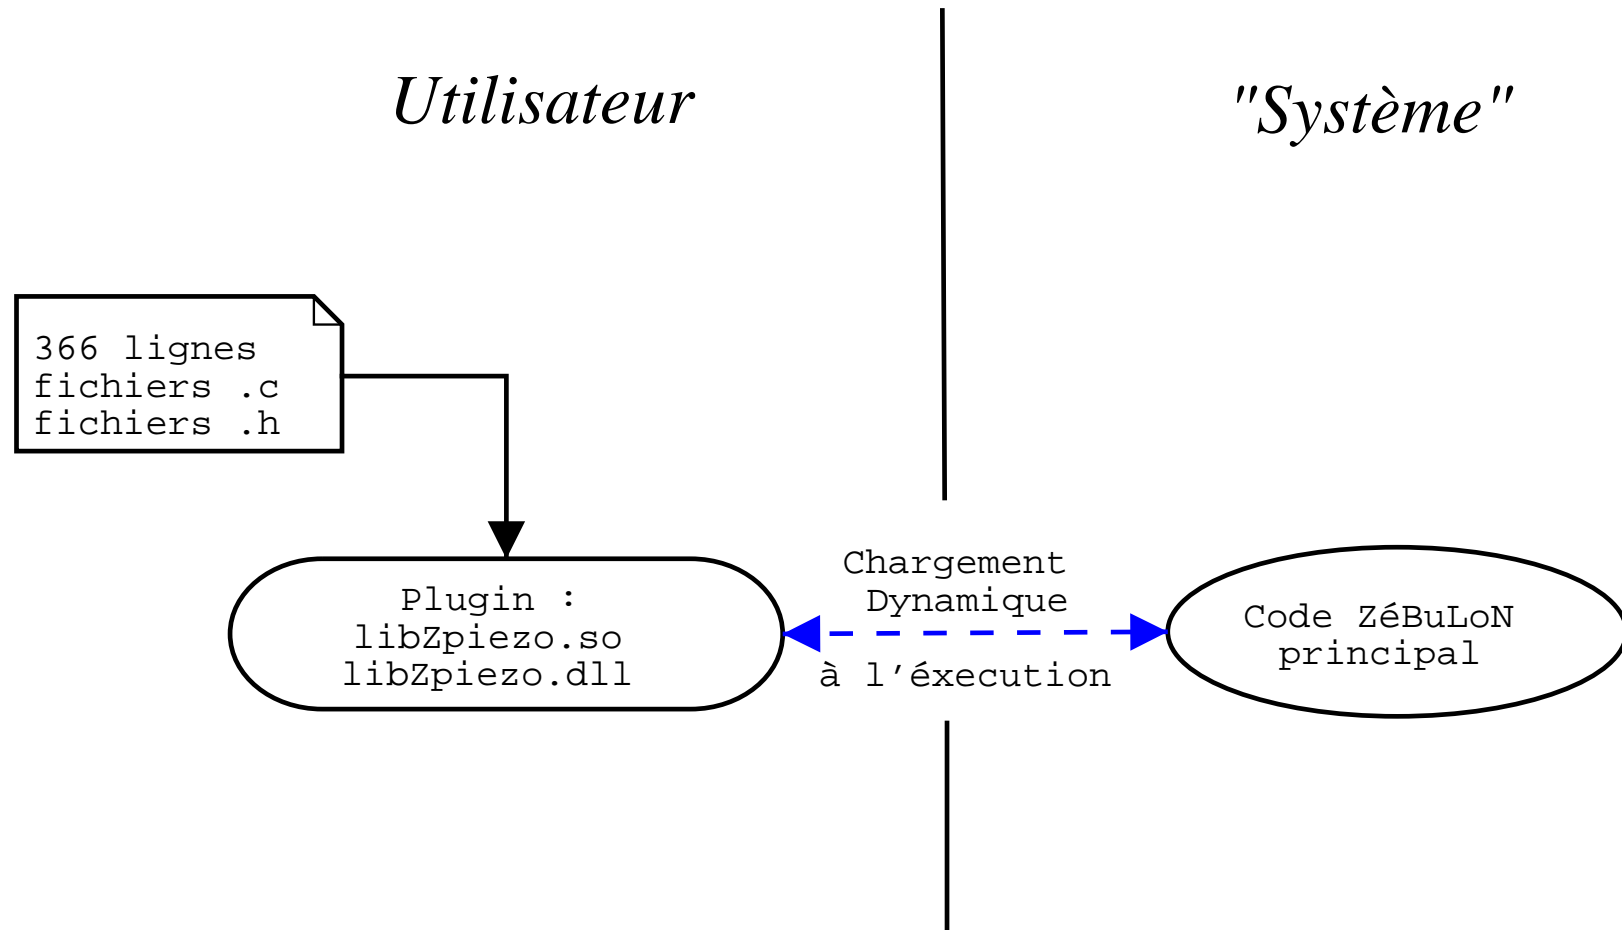 Utilisateur
"Système"
366 lignes
fichiers .c
fichiers .h
Plugin :
libZpiezo.so
libZpiezo.dll
Chargement
Dynamique
à l'éxecution
Code ZéBuLoN
principal